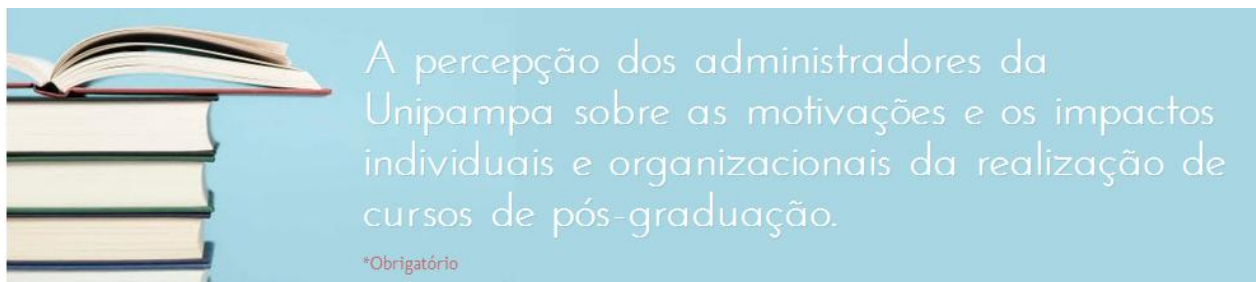 A percepção dos administradores da
Unipampa sobre as motivações e os impactos
individuais e organizacionais da realização de
cursos de pós-graduação.
*Obrigatório